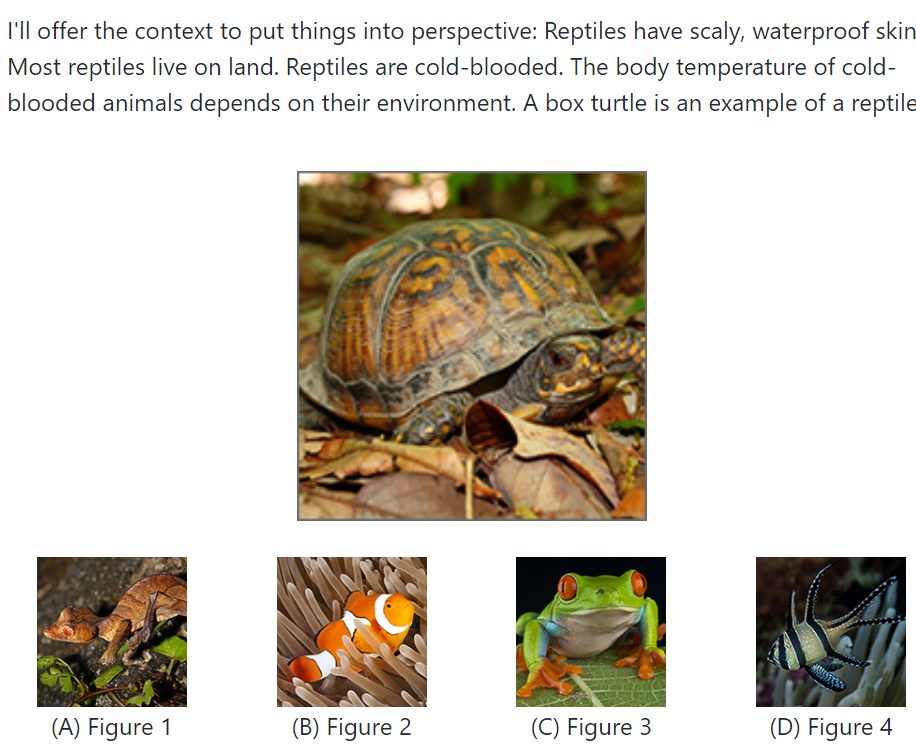 I'll offer the context to put things into perspective: Reptiles have scaly, waterproof skin
Most reptiles live on land. Reptiles are cold-blooded. The body temperature of cold-
blooded animals depends on their environment. A box turtle is an example of a reptile
(A) Figure 1
(B) Figure 2
(C) Figure 3
(D) Figure 4